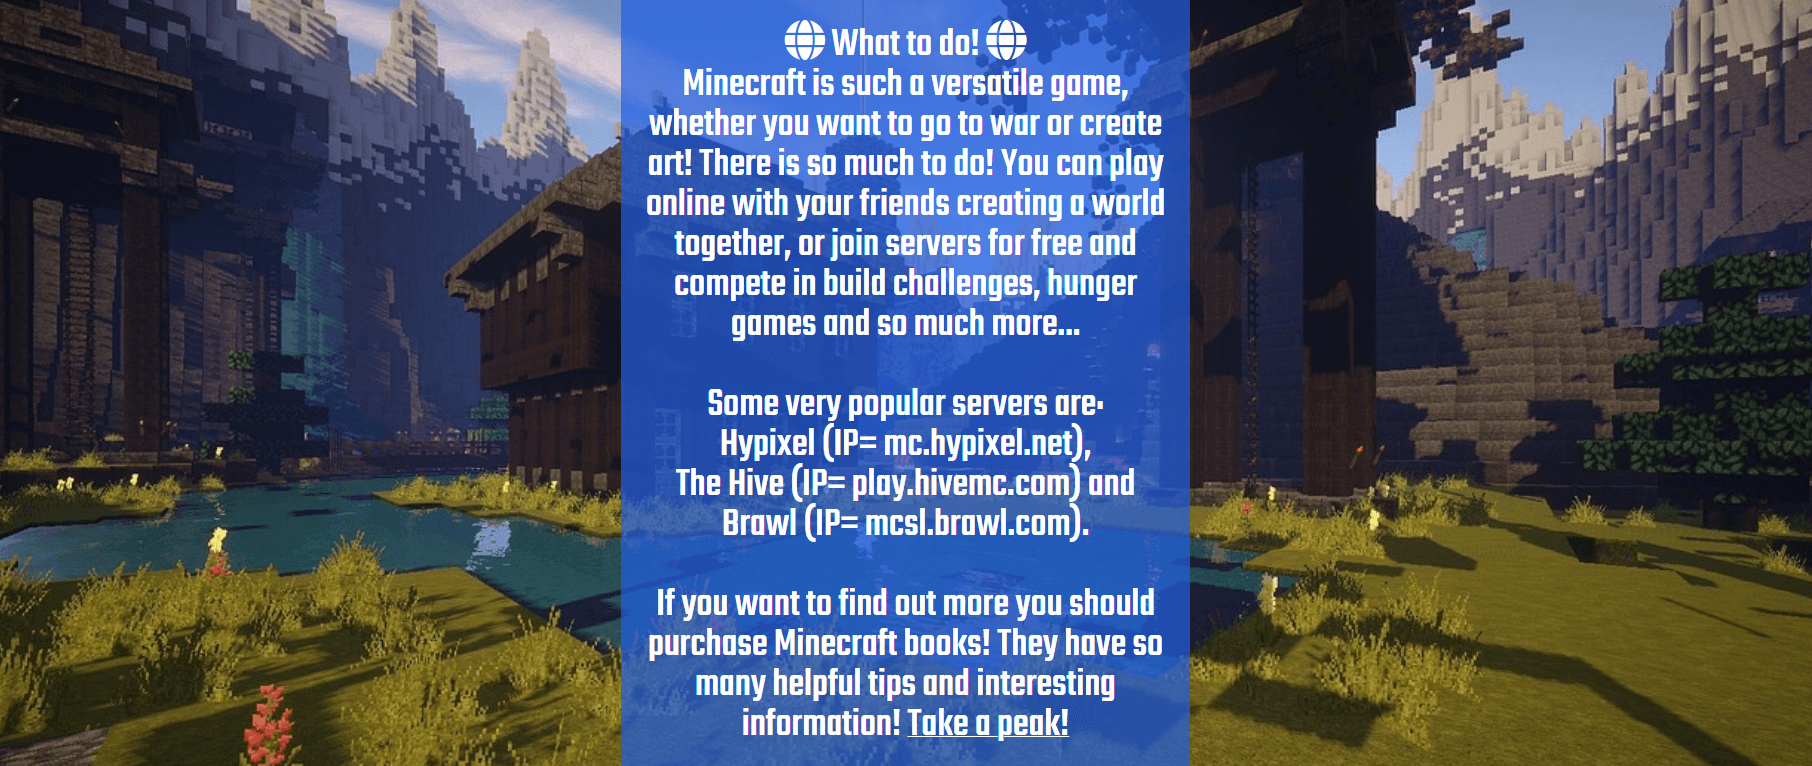 What to do!
Minecraft is such a versatile game,
whether you want to go to war or create
art! There is so much to do! You can play
online with your friends creating a world
together, or join servers for free and
compete in build challenges, hunger
games and so much more...
Some very popular servers are:
Hypixel (IP= mc.hypixel.net),
The Hive (IP= play.hivemc.com) and
Brawl (IP= mcsl.brawl.com).
If you want to find out more you should
purchase Minecraft books! They have so
many helpful tips and interesting
information! Take a peak!